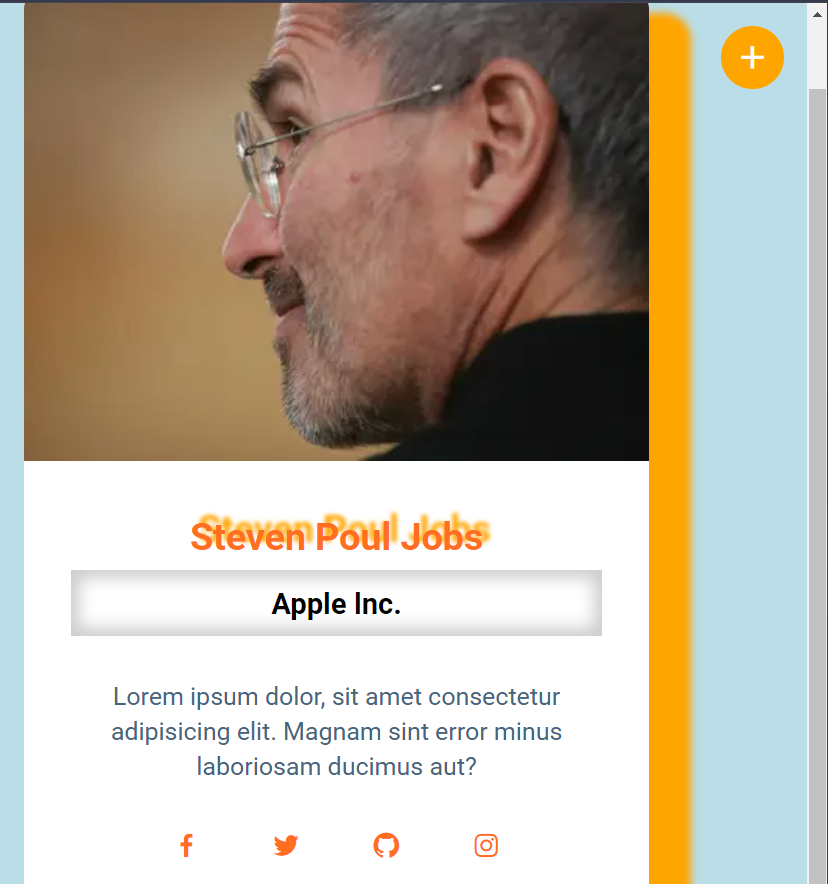 Steven Poul Jobs
Apple Inc.
Lorem ipsum dolor, sit amet consectetur
adipisicing elit. Magnam sint error minus
laboriosam ducimus aut?